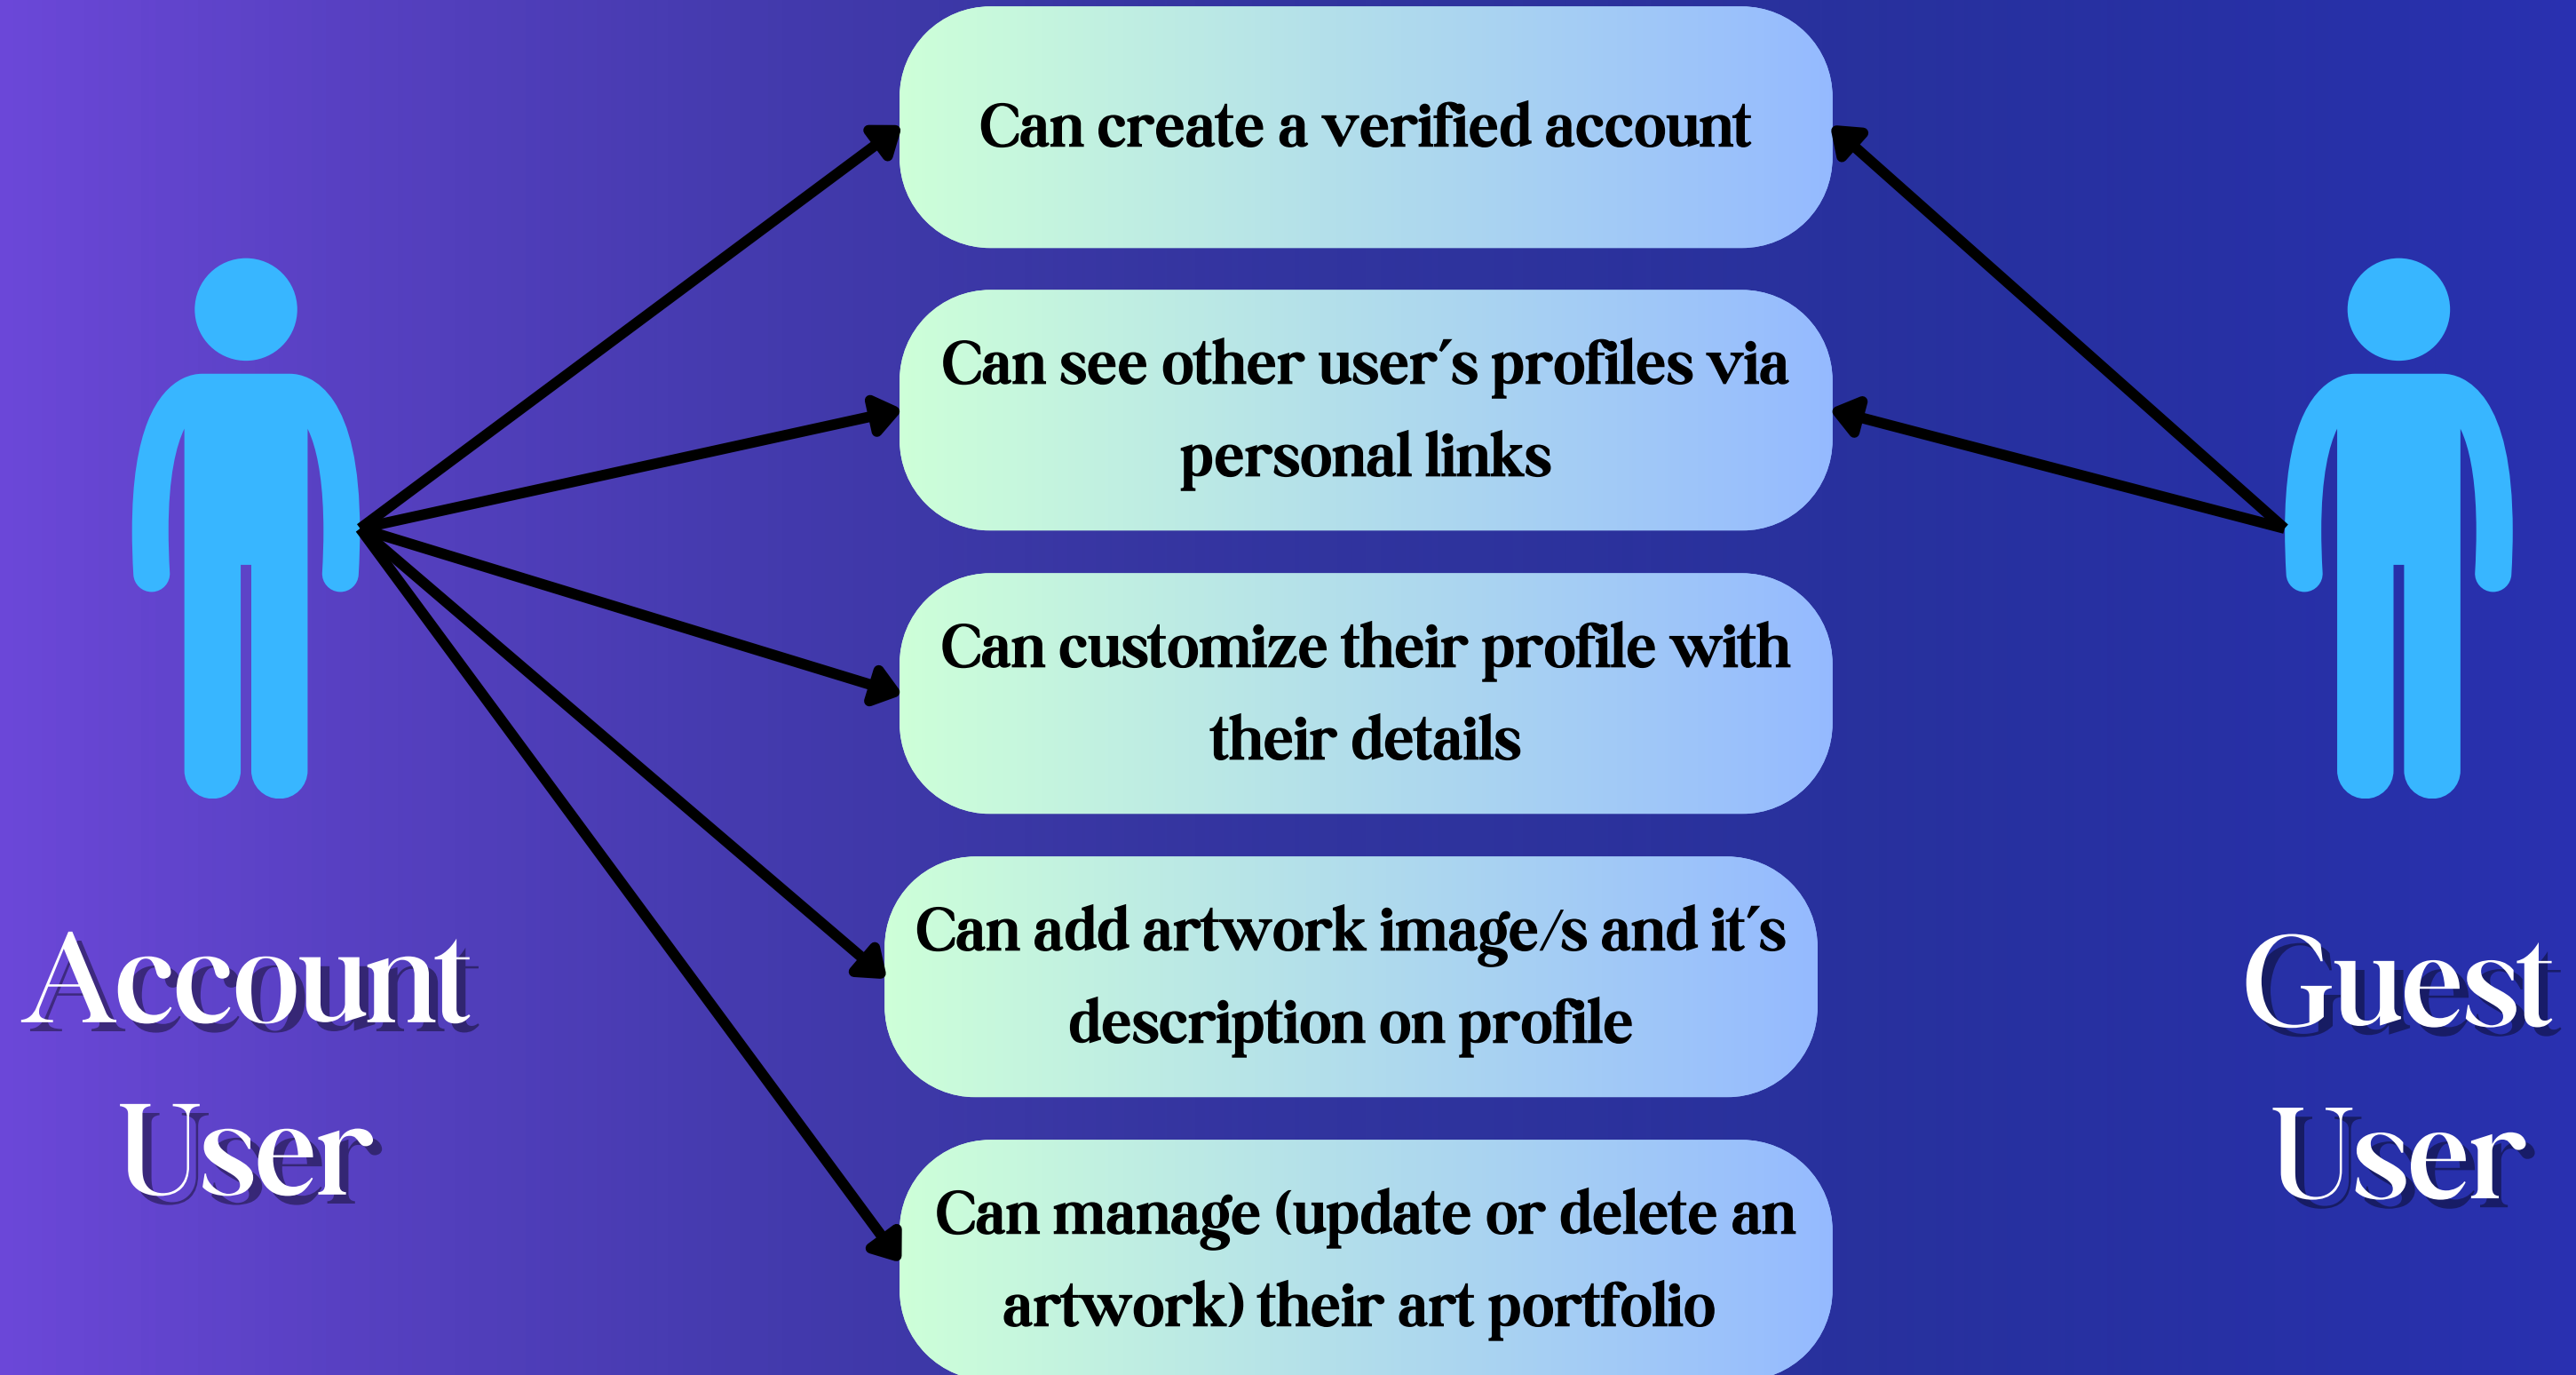 Can create a verified account
Can see other user´s profiles via
personal links
Can customize their profile with
their details
Can add artwork image/s and it´s
description on profile
Can manage (update or delete an
artwork) their art portfolio
Account
User
Guest
User